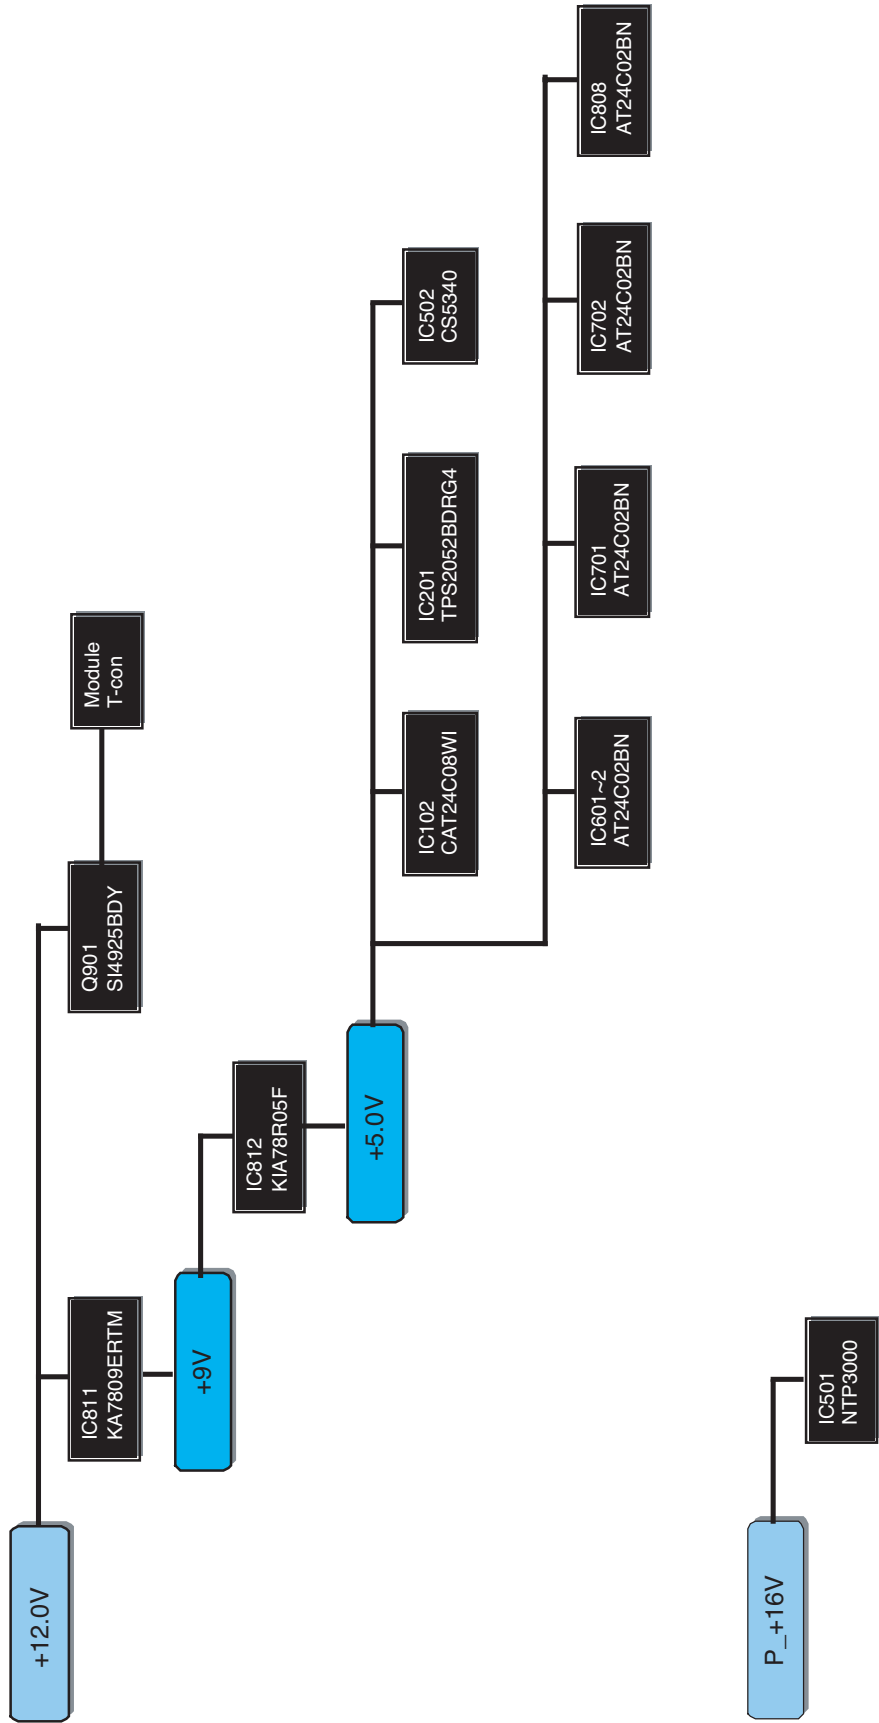 +12.0V
IC811
KA7809ERTM
Q901
SI4925BDY
Module
T-con
+9V
IC812
KIA78R05F
+5.0V
IC102
CAT24C08WI
IC201
TPS2052BDRG4
IC502
CS5340
IC601~2
AT24C02BN
IC701
AT24C02BN
IC702
AT24C02BN
IC808
AT24C02BN
P_+16V
IC501
NTP3000